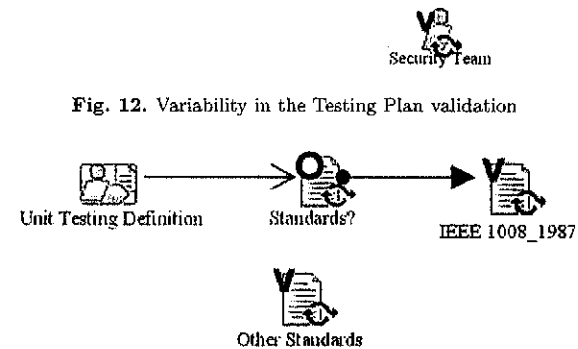 V
Security Team
Fig. 12. Variability in the Testing Plan validation
O
V
Unit Testing Definition
Standards?
IEEE 1008_1987
V
Other Standards